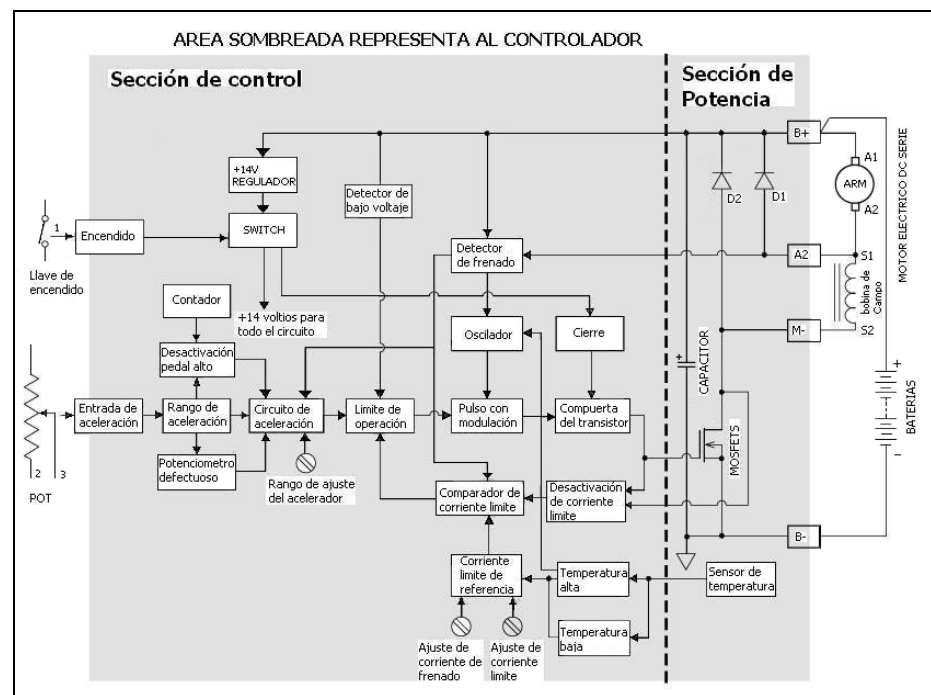 AREA SOMBREADA REPRESENTA AL CONTROLADOR
Sección de control
Sección de
Potencia
B+
+14V
REGULADOR
Detector de
bajo voltaje
D2
D1
A1
ARM
A2
MOTOR ELECTRICO DC SERIE
1
Encendido
SWITCH
Llave de
encendido
Detector
de frenado
A2
S1
bobina de
Campo
S2
Contador
+14 voltios para
todo el circuito
Oscilador
Cierre
M-
Desactivación
pedal alto
CAPACITOR
+
+
BATERIAS
-
Entrada de
aceleración
Rango de
aceleración
Circuito de
aceleración
Limite de
operación
Pulso con
modulación
Compuerta
del transistor
MOSFETS
2
3
POT
Potenciometro
defectuoso
Rango de ajuste
del acelerador
Comparador de
corriente limite
Desactivación
de corriente
limite
B-
Corriente
limite de
referencia
Temperatura
alta
Sensor de
temperatura
Temperatura
baja
Ajuste de
corriente de
frenado
Ajuste de
corriente
limite